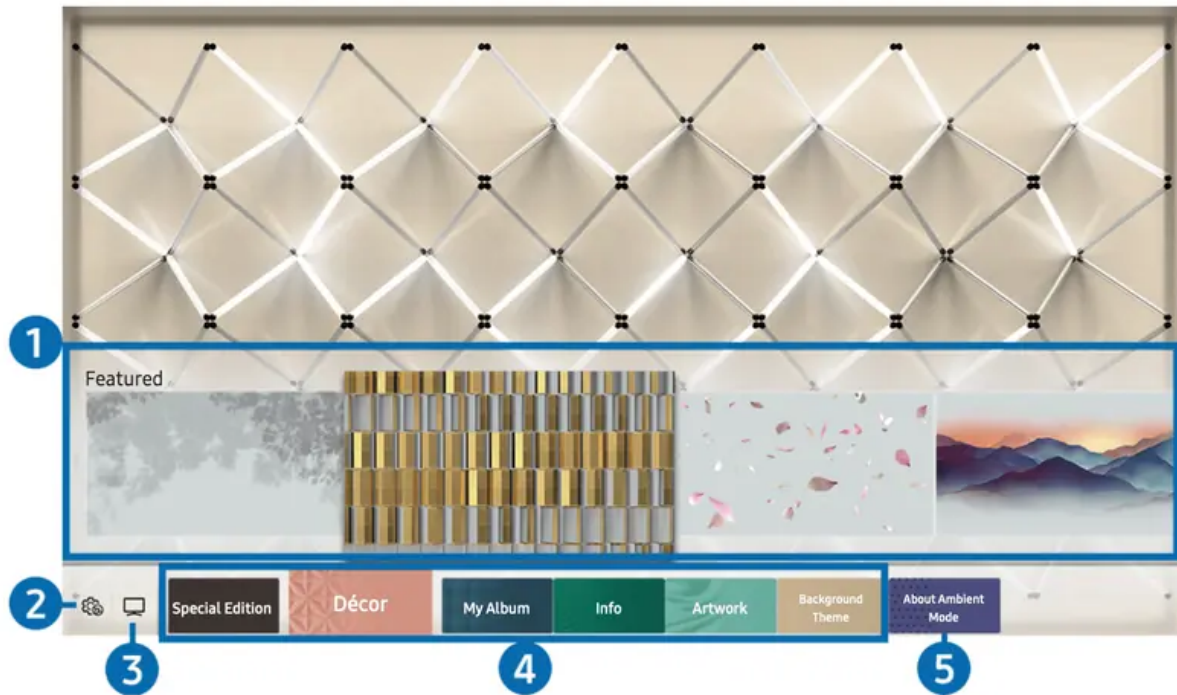 1
Featured
2
3
Special Edition
Décor
My Album
Info
Artwork
Background
Theme
About Ambient
Mode
4
5